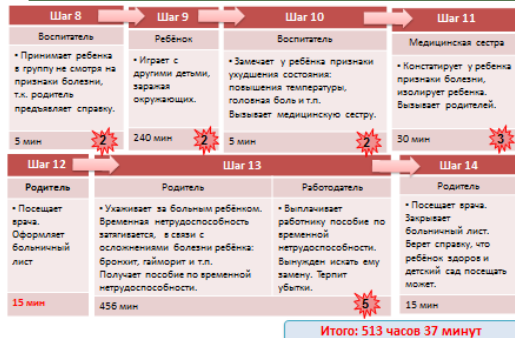 Шаг 8
Шаг 9
Шаг 10
Шаг 11
Воспитатель
Ребёнок
Воспитатель
Медицинская сестра
• Принимает ребенка
в группу не смотря на
признаки болезни,
т.к. родитель
предъявляет справку.
• Играет с
другими детьми,
заражая
окружающих.
• Замечает у ребёнка признаки
ухудшения состояния:
повышения температуры,
головная боль и т.п.
Вызывает медицинскую сестру.
• Констатирует у ребенка
признаки болезни,
изолирует ребенка.
Вызывает родителей.
5 мин
2
240 мин
2
5 мин
2
30 мин
3
Шаг 12
Шаг 13
Шаг 14
Родитель
Родитель
Работодатель
Родитель
• Посещает
врача.
Оформляет
больничный
лист
• Ухаживает за больным ребёнком.
Временная нетрудоспособность
затягивается, в связи с
осложнениями болезни ребёнка:
бронхит, гайморит и т.п.
Получает пособие по временной
нетрудоспособности.
• Выплачивает
работнику пособие по
временной
нетрудоспособности.
Вынужден искать ему
замену. Терпит
убытки.
• Посещает врача.
Закрывает
больничный лист.
Берет справку, что
ребёнок здоров и
детский сад посещать
может.
15 мин
456 мин
5
15 мин
Итого: 513 часов 37 минут